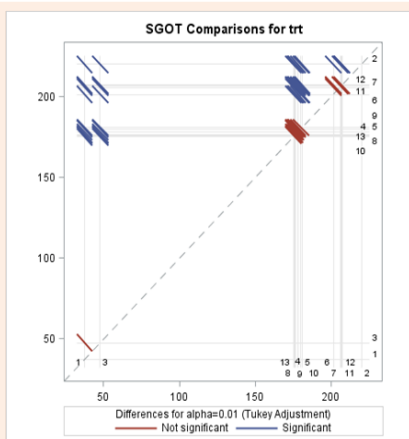 SGOT Comparisons for trt
2
12 7
200
11
6
9
4 5
13 8
10
150
100
50
3
1
1 3 13 4 5 6 12
8 9 10 7 11 2
50 100 150 200
Differences for alpha=0.01 (Tukey Adjustment)
Not significant Significant